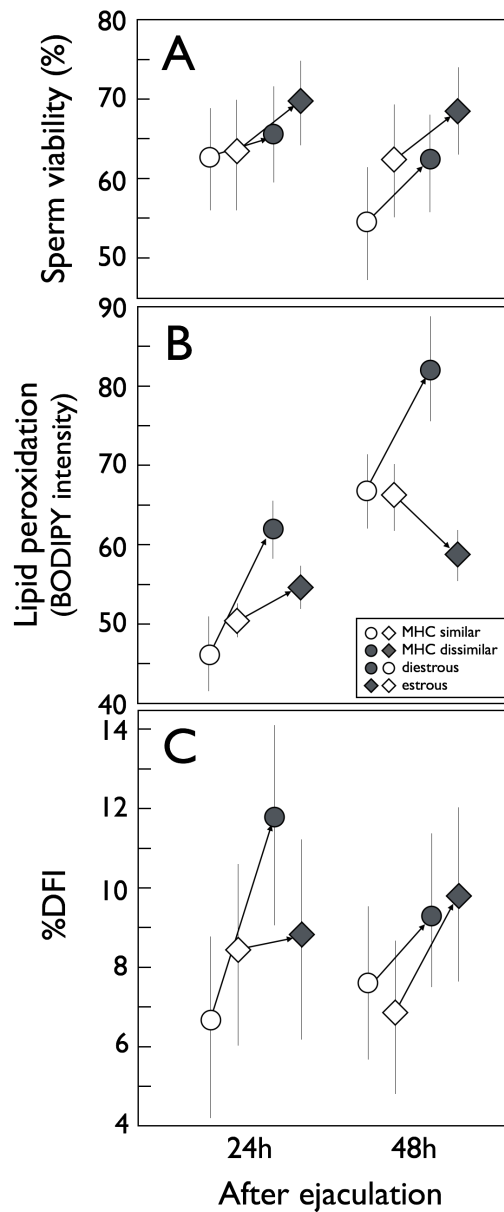 A
Sperm viability (%)
80
70
60
50
B
Lipid peroxidation
(BODIPY intensity)
90
80
70
60
50
40
MHC similar
MHC dissimilar
diestrous
estrous
C
%DFI
14
12
10
8
6
4
24h
48h
After ejaculation